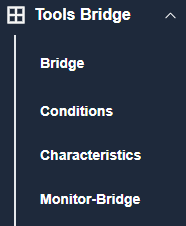 Tools Bridge
Bridge
Conditions
Characteristics
Monitor-Bridge